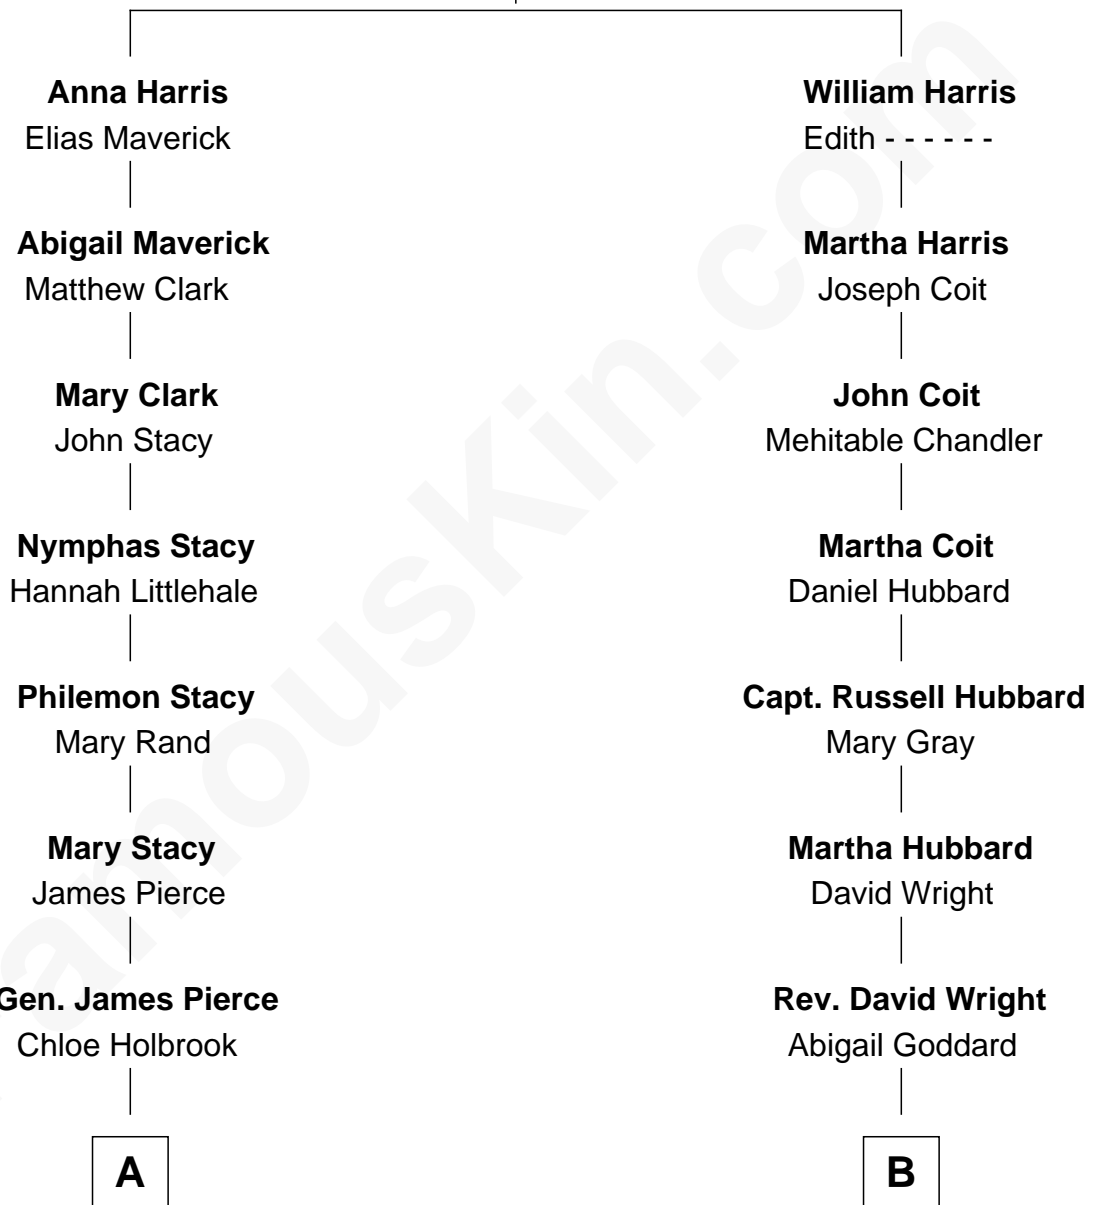 Anna Harris
Elias Maverick
William Harris
Edith - - - - - -
Abigail Maverick
Matthew Clark
Martha Harris
Joseph Coit
Mary Clark
John Stacy
John Coit
Mehitable Chandler
Nymphas Stacy
Hannah Littlehale
Martha Coit
Daniel Hubbard
Philemon Stacy
Mary Rand
Capt. Russell Hubbard
Mary Gray
Mary Stacy
James Pierce
Martha Hubbard
David Wright
Gen. James Pierce
Chloe Holbrook
Rev. David Wright
Abigail Goddard
A
B
amouskin.com